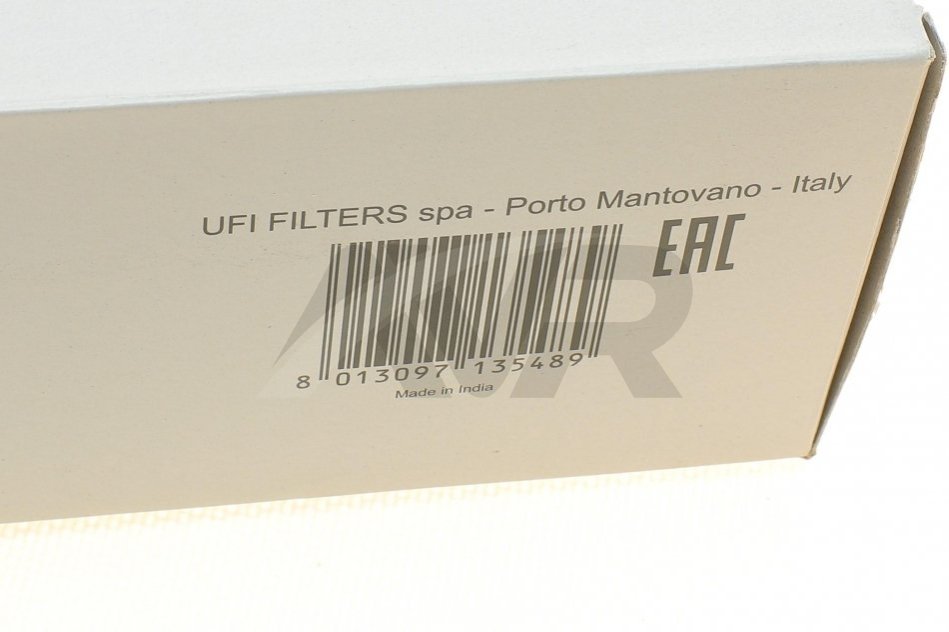 UFI FILTERS spa - Porto Mantovano - Italy
EAC
8 013097 135489
Made in India